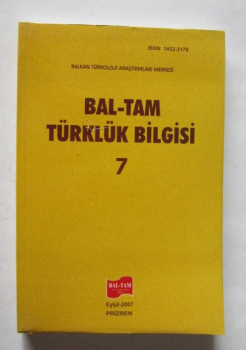 ISSN 1452-2179
BALKAN TÜRKOLOJİ ARAŞTIRMALARI MERKEZİ
BAL-TAM
TÜRKLÜK BİLGİSİ
7
BAL-TAM
Eylül-2007
PRİZREN